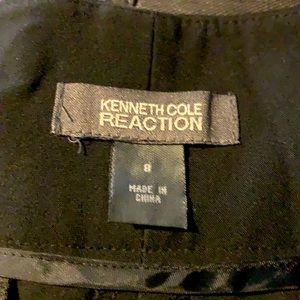 KENNETH COLE
REACTION
8
MADE IN
CHINA